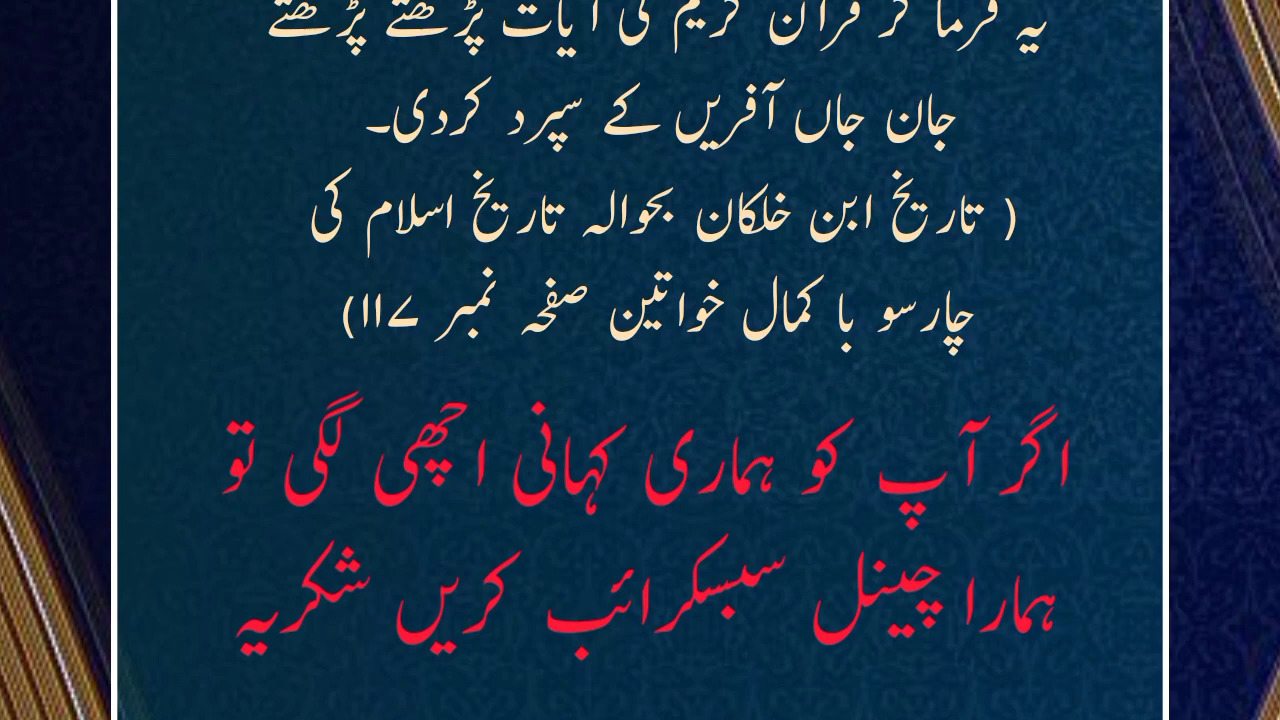 یہ فرما کر قرآن کریم کی آیات پڑھتے پڑھتے
جان جاں آفریں کے سپرد کردی۔
( تاریخ ابن خلکان بحوالہ تاریخ اسلام کی
چارسو با کمال خواتین صفحہ نمبر ۱۱۷)
اگر آپ کو ہماری کہانی اچھی لگی تو
ہمارا چینل سبسکرائب کریں شکریہ